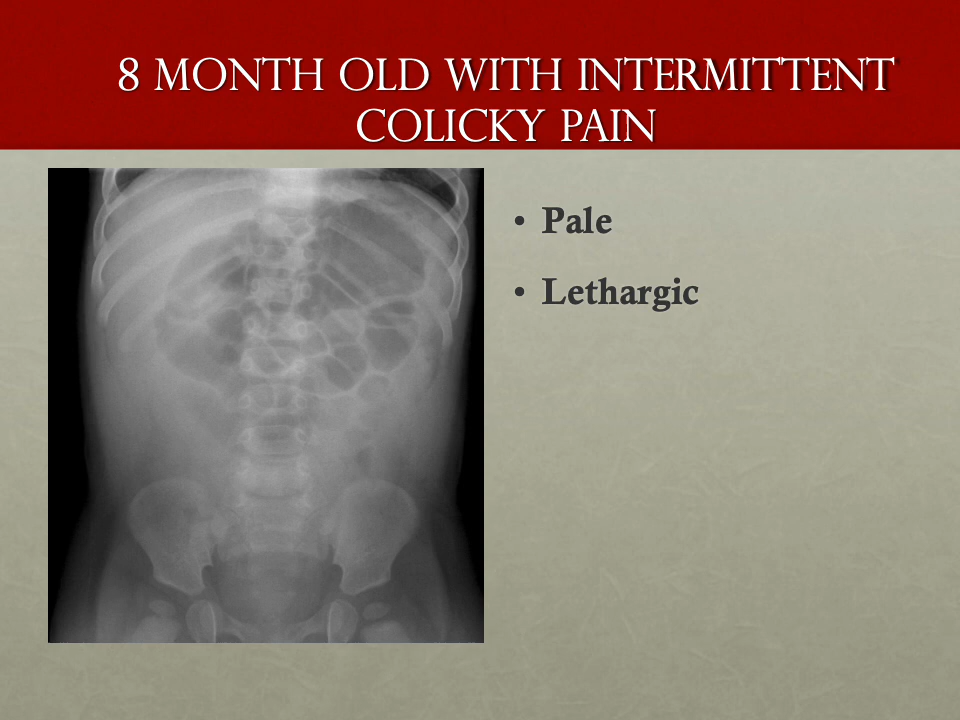 8 MONTH OLD WITH INTERMITTENT
COLICKY PAIN
• Pale
• Lethargic